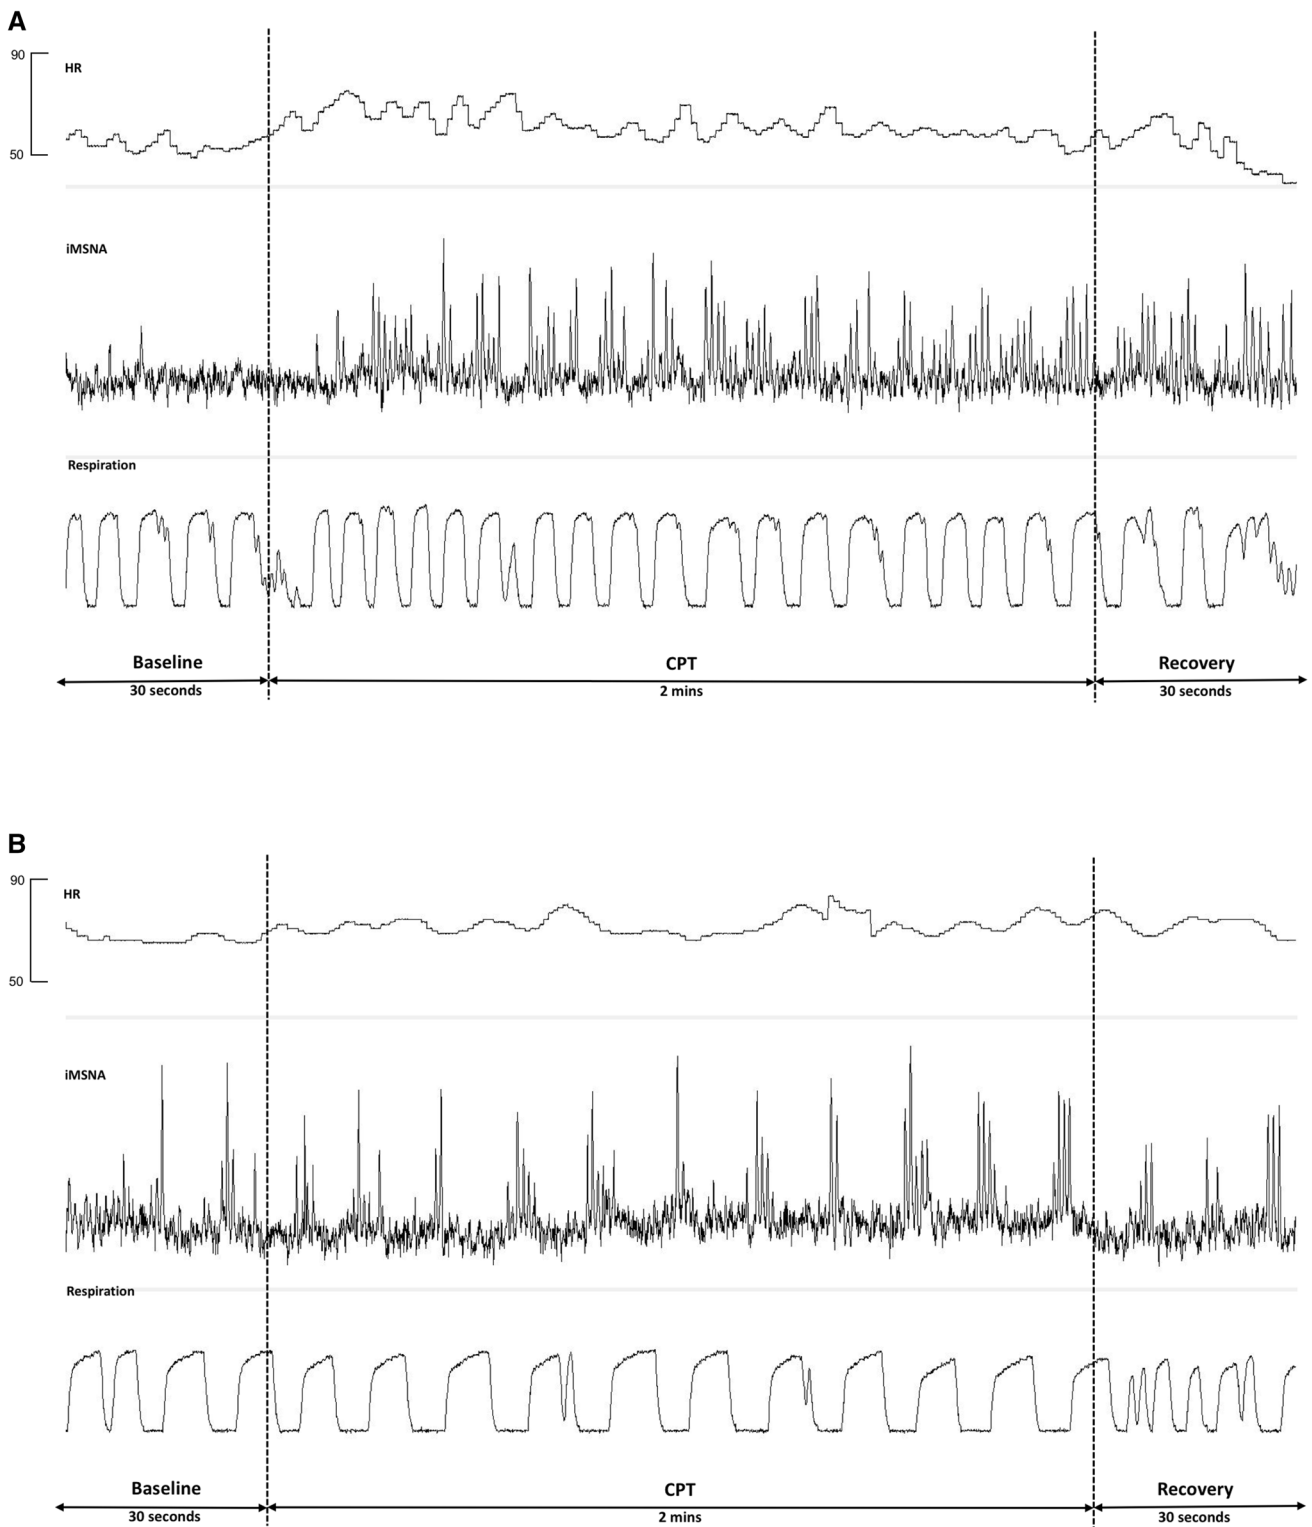 A
90
HR
50
iMSNA
Respiration
Baseline
CPT
Recovery
30 seconds
2 mins
30 seconds
B
90
HR
50
iMSNA
Respiration
Baseline
CPT
Recovery
30 seconds
2 mins
30 seconds